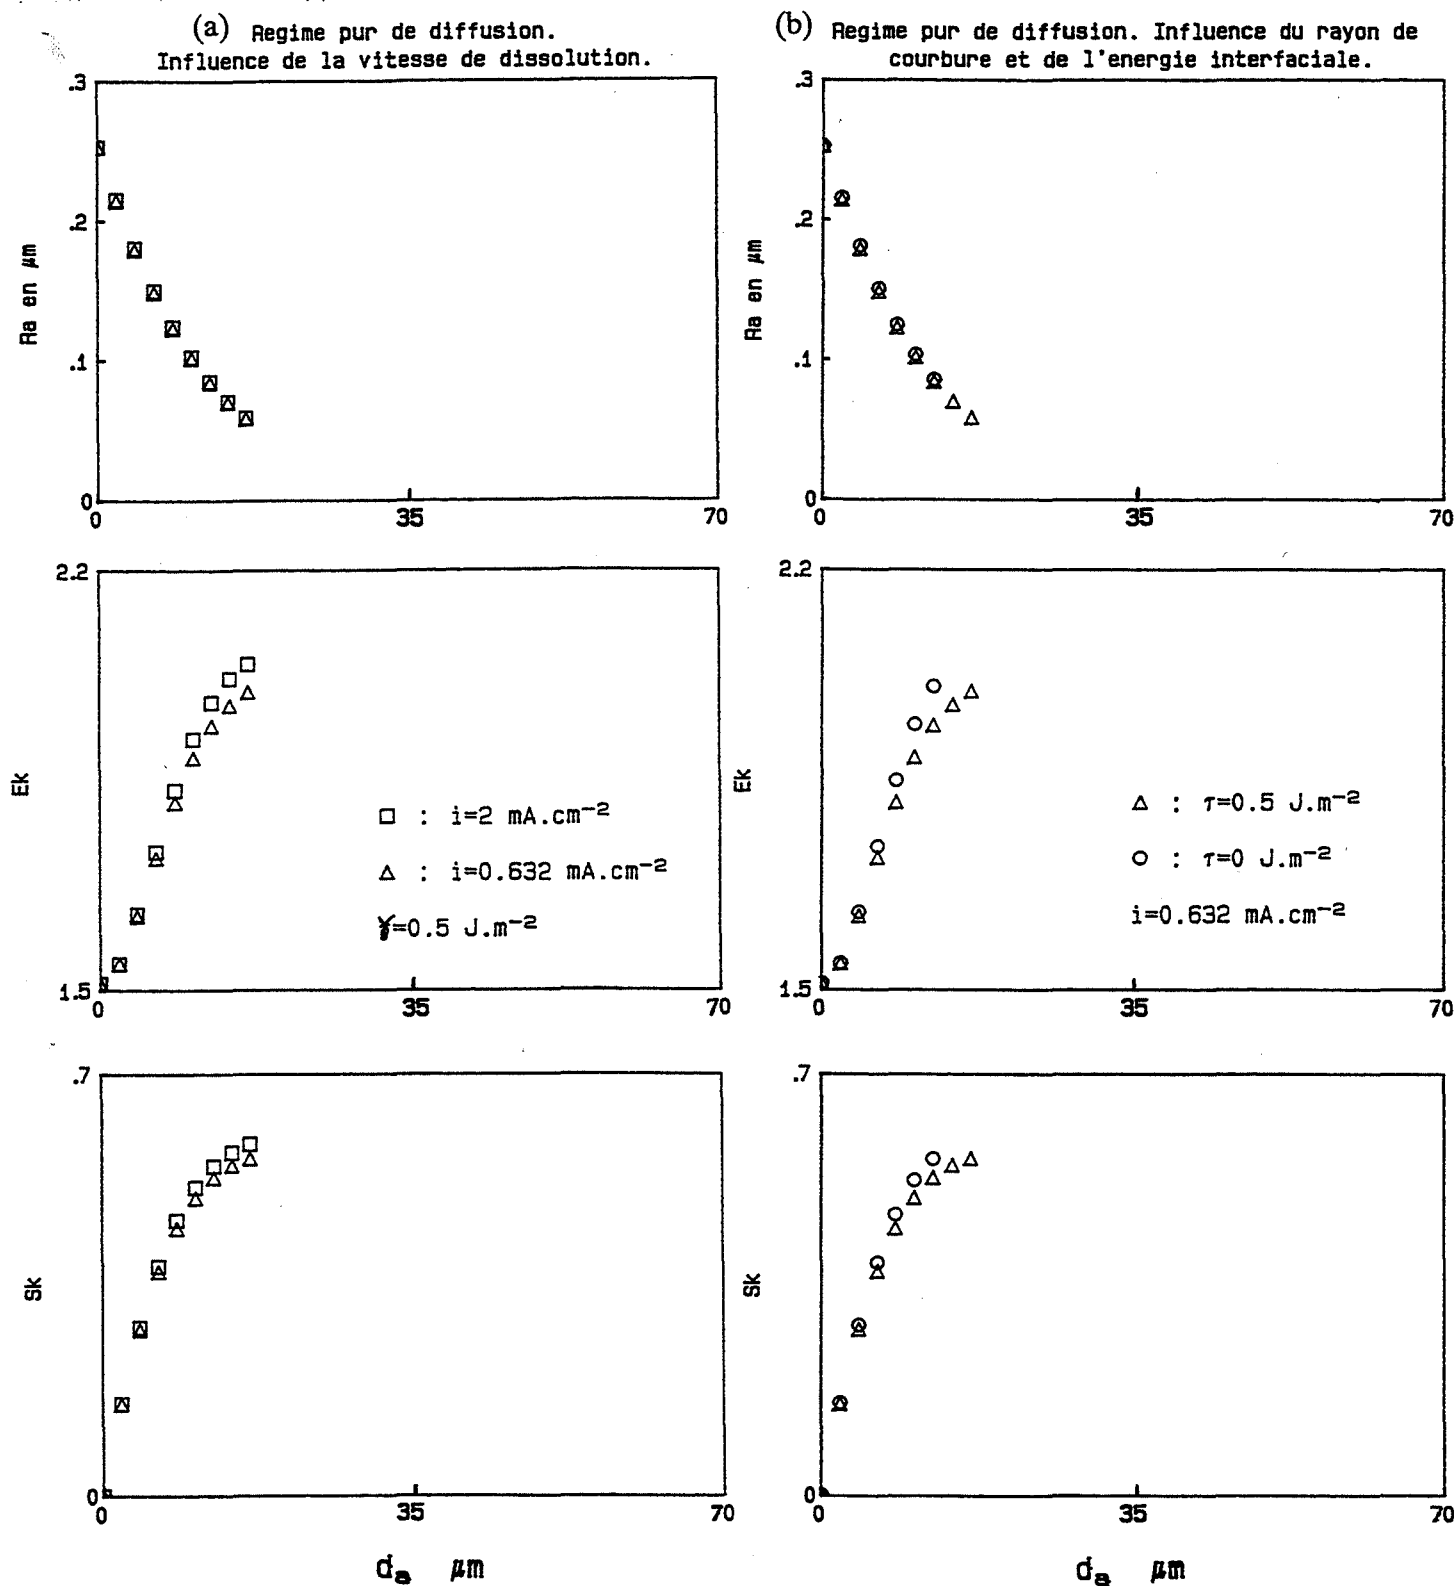 (a) Regime pur de diffusion.
Influence de la vitesse de dissolution.
.3
.2
.1
0
Ra en µm
0 35 70
2.2
1.5
Ek
□ : i=2 mA.cm⁻²
△ : i=0.632 mA.cm⁻²
γ=0.5 J.m⁻²
0 35 70
.7
0
Sk
0 35 70
da µm
(b) Regime pur de diffusion. Influence du rayon de
courbure et de l'energie interfaciale.
.3
.2
.1
0
Ra en µm
0 35 70
2.2
1.5
Ek
△ : τ=0.5 J.m⁻²
○ : τ=0 J.m⁻²
i=0.632 mA.cm⁻²
0 35 70
.7
0
Sk
0 35 70
da µm